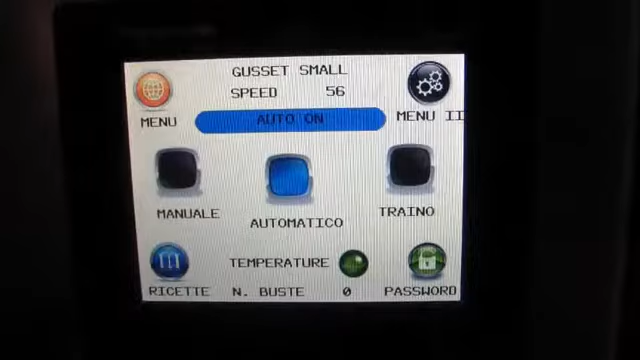 GUSSET SMALL
SPEED 56
MENU
AUTO ON
MENU II
MANUALE
AUTOMATICO
TRAINO
TEMPERATURE
RICETTE
N. BUSTE 0
PASSWORD